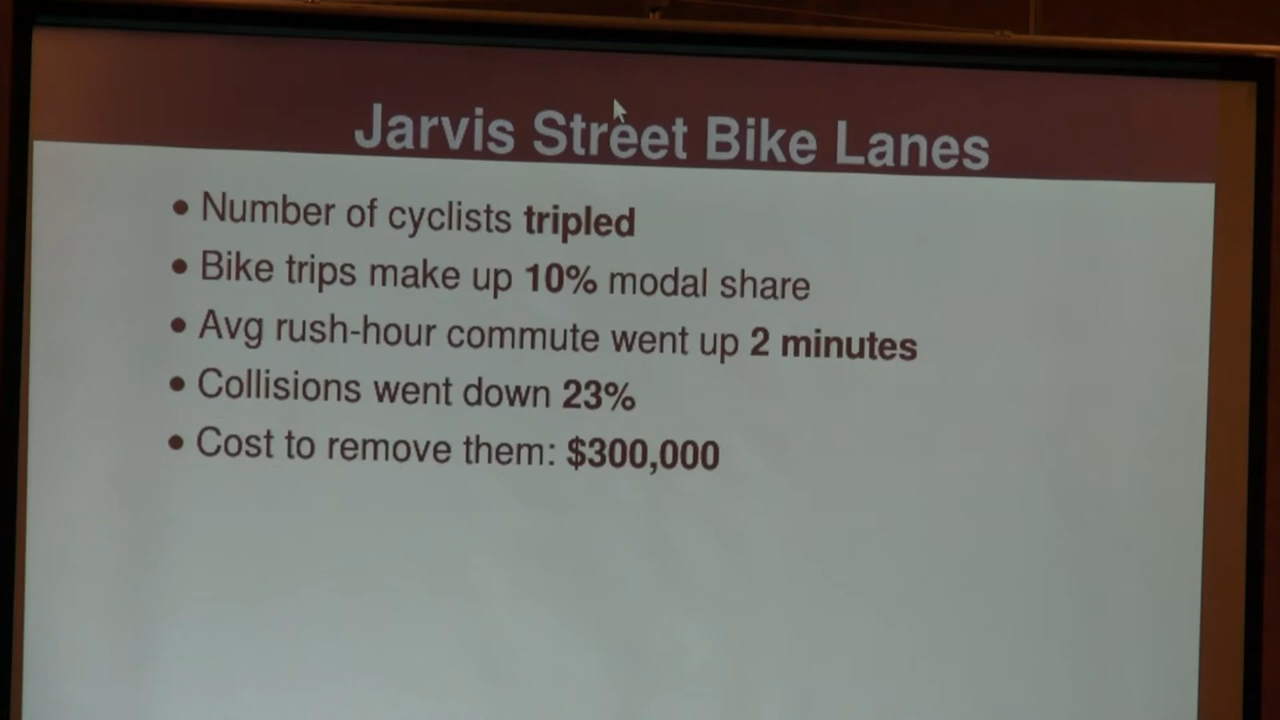 Jarvis Street Bike Lanes
• Number of cyclists tripled
• Bike trips make up 10% modal share
• Avg rush-hour commute went up 2 minutes
• Collisions went down 23%
• Cost to remove them: $300,000